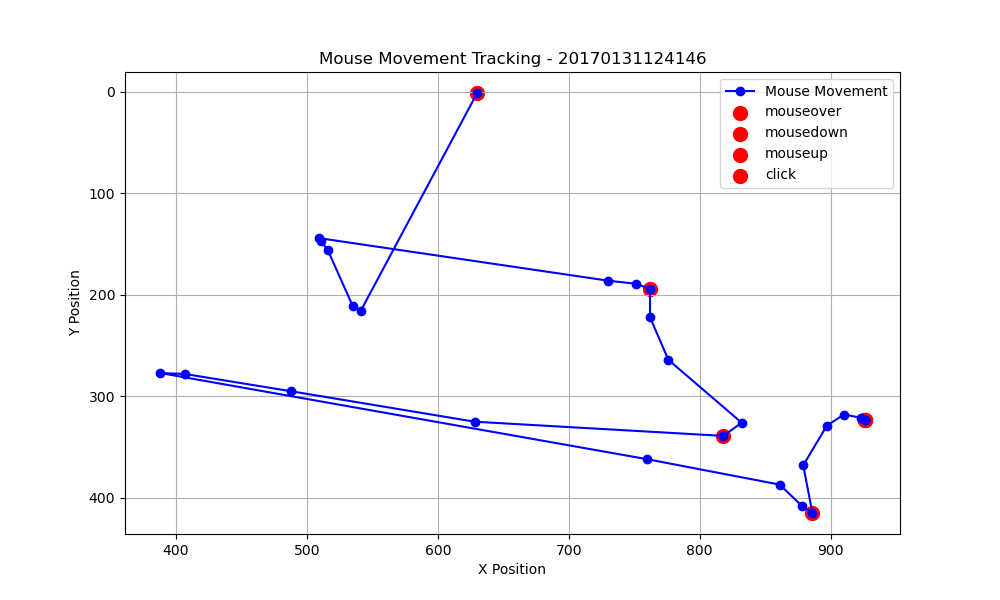 Mouse Movement Tracking - 20170131124146
Mouse Movement
mouseover
mousedown
mouseup
click
0
100
200
300
400
Y Position
400
500
600
700
800
900
X Position